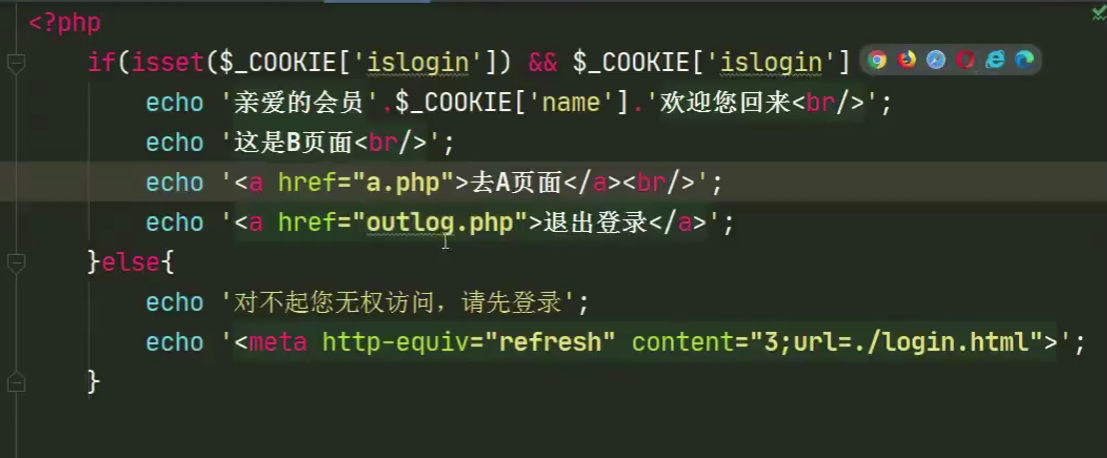 <?php
if(isset($_COOKIE['islogin']) && $_COOKIE['islogin']
echo '亲爱的会员'.$_COOKIE['name'].'欢迎您回来<br/>';
echo '这是B页面<br/>';
echo '<a href="a.php">去A页面</a><br/>';
echo '<a href="outlog.php">退出登录</a>';
}else{
echo '对不起您无权访问，请先登录';
echo '<meta http-equiv="refresh" content="3;url=./login.html">';
}